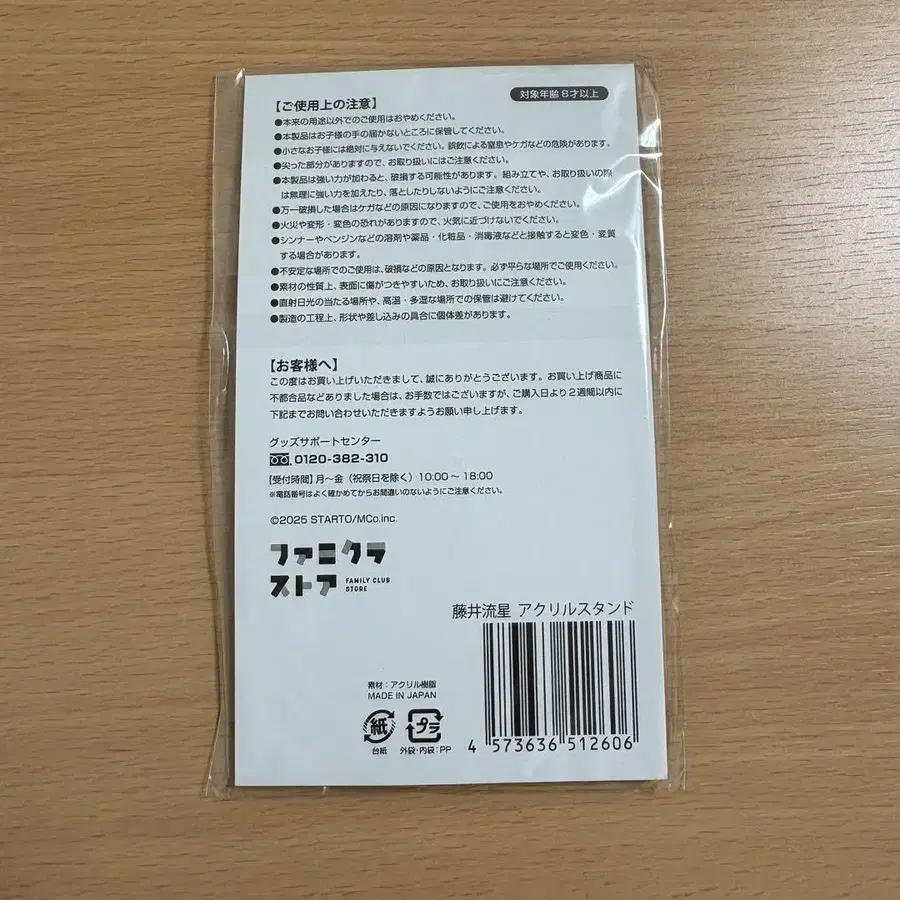 【ご使用上の注意】
対象年齢 8才以上
●本来の用途以外でのご使用はおやめください。
●本製品はお子様の手の届かないところに保管してください。
●小さなお子様には絶対に与えないでください。誤飲による窒息やケガなどの危険があります。
●尖った部分がありますので、お取り扱いにはご注意ください。
●本製品は強い力が加わると、破損する可能性があります。組み立てや、お取り扱いの際
は無理に強い力を加えたり、落としたりしないようにご注意ください。
●万一破損した場合はケガなどの原因になりますので、ご使用をおやめください。
●火災や変形・変色の恐れがありますので、火気に近づけないでください。
●シンナーやベンジンなどの溶剤や薬品・化粧品・消毒液などと接触すると変色・変質
する場合があります。
●不安定な場所でのご使用は、破損などの原因となります。必ず平らな場所でご使用ください。
●素材の性質上、表面に傷がつきやすいため、お取り扱いにご注意ください。
●直射日光の当たる場所や、高温・多湿な場所での保管は避けてください。
●製造の工程上、形状や差し込みの具合に個体差があります。
【お客様へ】
この度はお買い上げいただきまして、誠にありがとうございます。お買い上げ商品に
不都合品などありました場合は、お手数ではございますが、ご購入日より2週間以内に
下記までお問い合わせいただきますようお願い申し上げます。
グッズサポートセンター
0120-382-310
【受付時間】月～金（祝祭日を除く）10:00～18:00
※電話番号はよく確かめてからお間違いのないようにご注意ください。
©2025 STARTO/MCo.inc.
ファミクラ
ストア FAMILY CLUB STORE
藤井流星 アクリルスタンド
素材：アクリル樹脂
MADE IN JAPAN
紙 プラ
台紙 外袋・内袋：PP
4 573636 512606